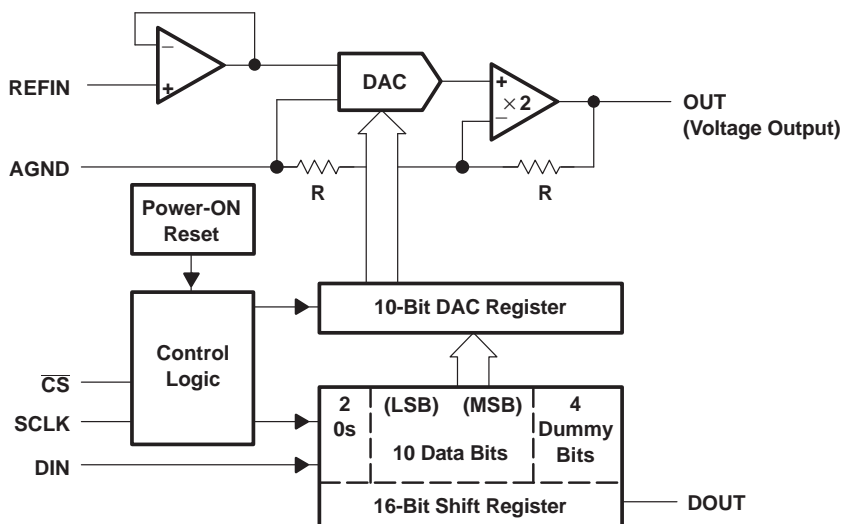 REFIN
−
+
DAC
+
× 2
−
OUT
(Voltage Output)
AGND
R
R
Power-ON
Reset
10-Bit DAC Register
Control
Logic
CS
SCLK
DIN
2
0s
(LSB) (MSB)
10 Data Bits
4
Dummy
Bits
16-Bit Shift Register
DOUT